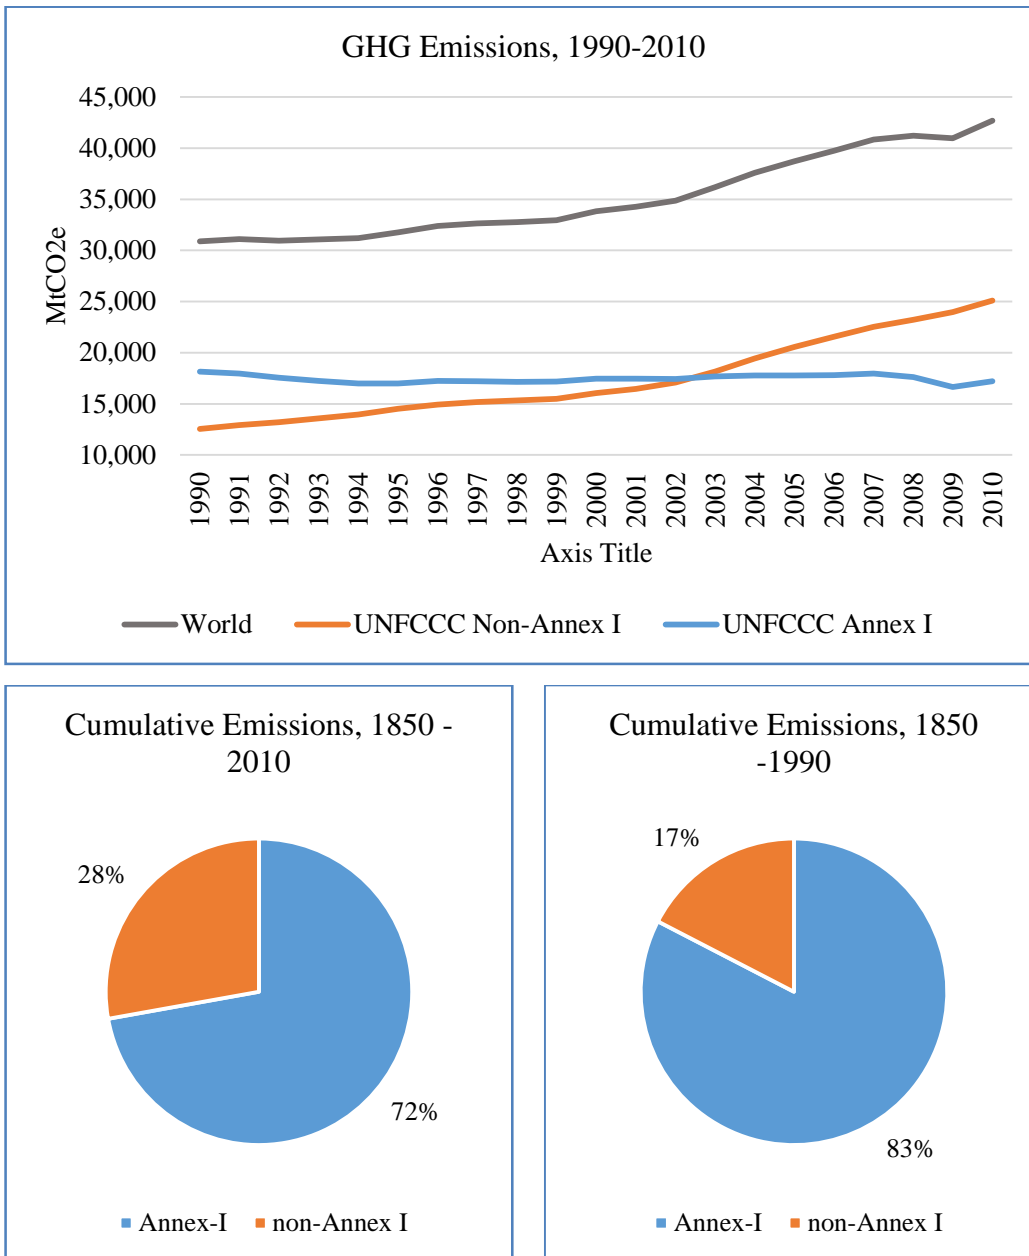 GHG Emissions, 1990-2010
45,000
40,000
35,000
30,000
25,000
20,000
15,000
10,000
MtCO2e
1990
1991
1992
1993
1994
1995
1996
1997
1998
1999
2000
2001
2002
2003
2004
2005
2006
2007
2008
2009
2010
Axis Title
World
UNFCCC Non-Annex I
UNFCCC Annex I
Cumulative Emissions, 1850 -
2010
28%
72%
Annex-I
non-Annex I
Cumulative Emissions, 1850
-1990
17%
83%
Annex-I
non-Annex I